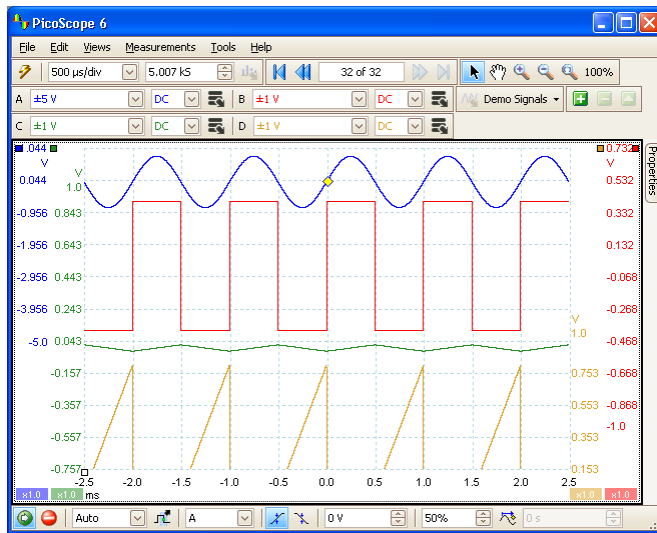 PicoScope 6
File Edit Views Measurements Tools Help
500 µs/div 5.007 kS 32 of 32 100%
A ±5 V DC B ±1 V DC Demo Signals
C ±1 V DC D ±1 V DC
.044 0.732
V V V
0.044 1.0 0.532
-0.956 0.843 0.332
-1.956 0.643 0.132
-2.956 0.443 -0.068
-3.956 0.243 -0.268
V
1.0
-5.0 0.043 -0.468
-0.157 0.753 -0.668
-0.357 0.553 -0.868
-1.0
-0.557 0.353
-0.757 0.153
-2.5 -2.0 -1.5 -1.0 -0.5 0.0 0.5 1.0 1.5 2.0 2.5
x1.0 x1.0 ms x1.0 x1.0
Properties
Auto A 0 V 50% 0 s